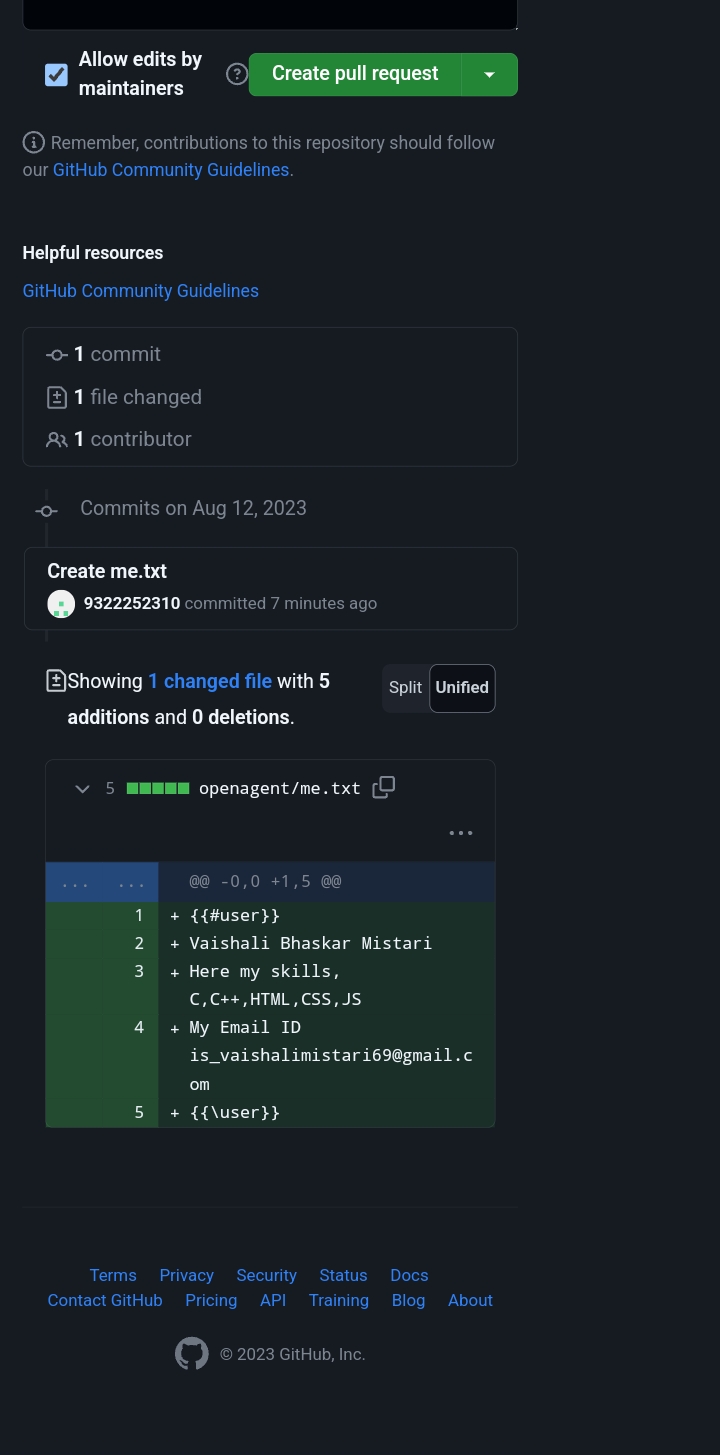 Allow edits by
maintainers
Create pull request
Remember, contributions to this repository should follow
our GitHub Community Guidelines.
Helpful resources
GitHub Community Guidelines
1 commit
1 file changed
1 contributor
Commits on Aug 12, 2023
Create me.txt
9322252310 committed 7 minutes ago
Showing 1 changed file with 5
additions and 0 deletions.
Split Unified
5 openagent/me.txt
...
... ... @@ -0,0 +1,5 @@
1 + {{#user}}
2 + Vaishali Bhaskar Mistari
3 + Here my skills,
C,C++,HTML,CSS,JS
4 + My Email ID
is_vaishalimistari69@gmail.c
om
5 + {{\user}}
Terms Privacy Security Status Docs
Contact GitHub Pricing API Training Blog About
© 2023 GitHub, Inc.